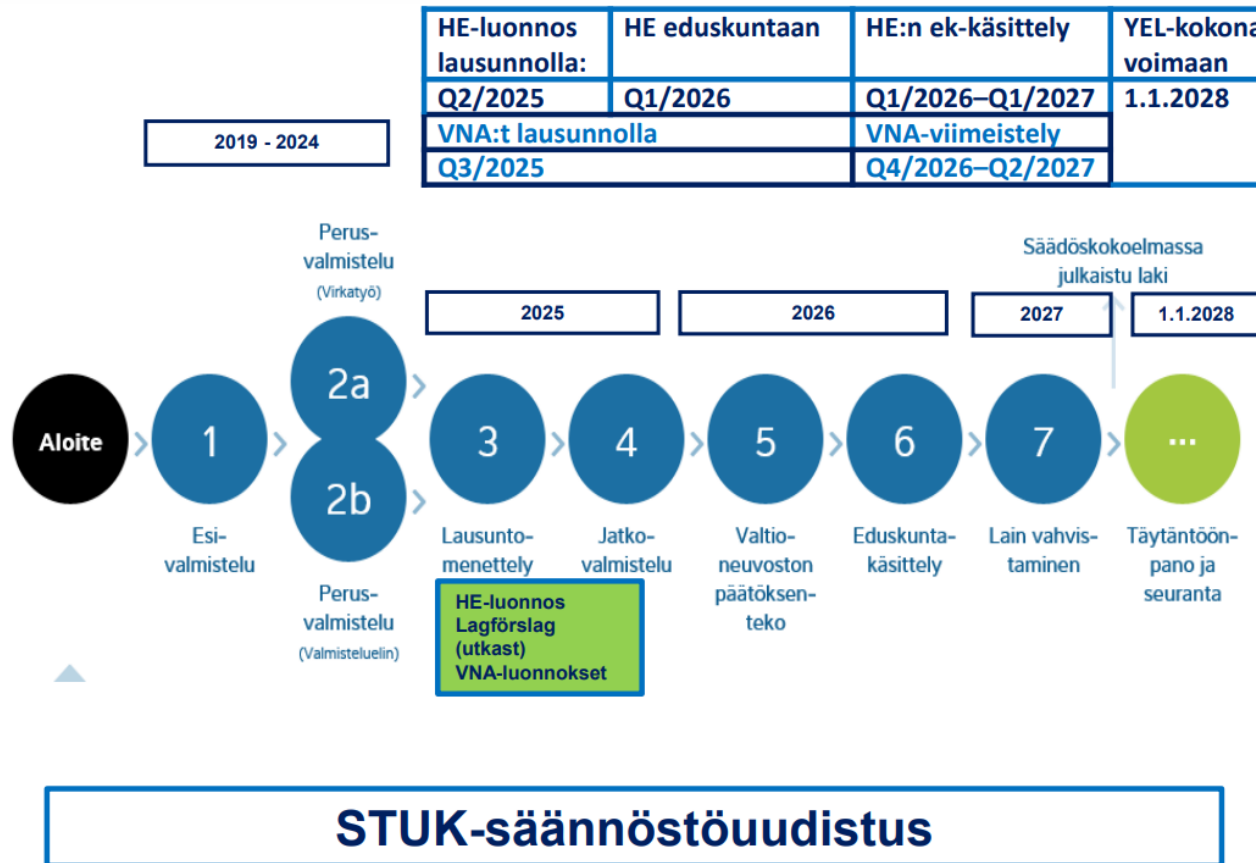 HE-luonnos lausunnolla:
HE eduskuntaan
HE:n ek-käsittely
voimaan
Q2/2025
Q1/2026
Q1/2026–Q1/2027
1.1.2028
VNA:t lausunnolla
VNA-viimeistely
Q3/2025
Q4/2026–Q2/2027
2019 - 2024
Perus-
valmistelu
(Virkatyö)
Säädöskokoelmassa
julkaistu laki
2025
2026
2027
1.1.2028
Aloite
1
2a
2b
3
4
5
6
7
...
Esi-
valmistelu
Perus-
valmistelu
(Valmisteluelin)
Lausunto-
menettely
Jatko-
valmistelu
Valtio-
neuvoston
päätöksen-
teko
Eduskunta-
käsittely
Lain vahvis-
taminen
Täytäntöön-
pano ja
seuranta
HE-luonnos
Lagförslag
(utkast)
VNA-luonnokset
STUK-säännöstöuudistus